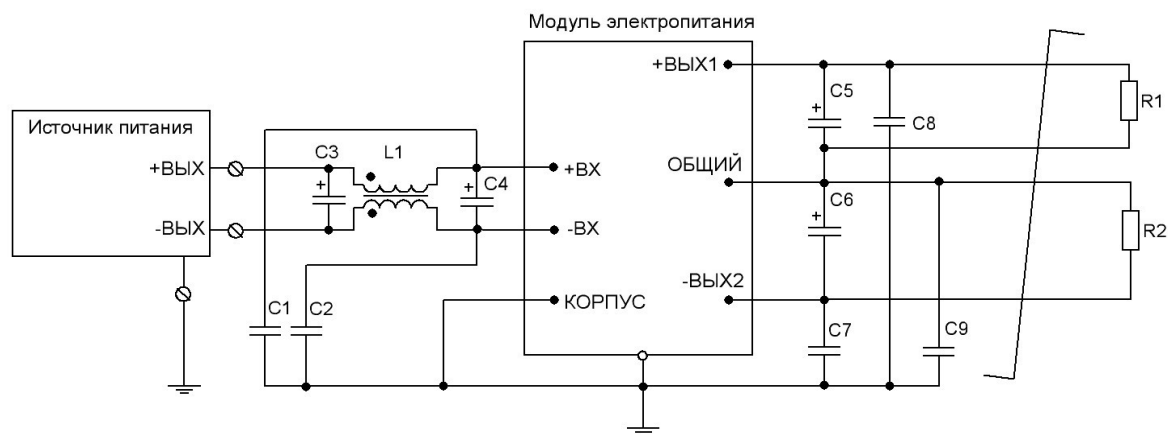 Модуль электропитания
Источник питания
+ВЫХ
-ВЫХ
C3
+
L1
+
C4
C1
C2
+ВХ
-ВХ
КОРПУС
+ВЫХ1
ОБЩИЙ
-ВЫХ2
C5
+
C8
R1
C6
+
R2
C7
C9